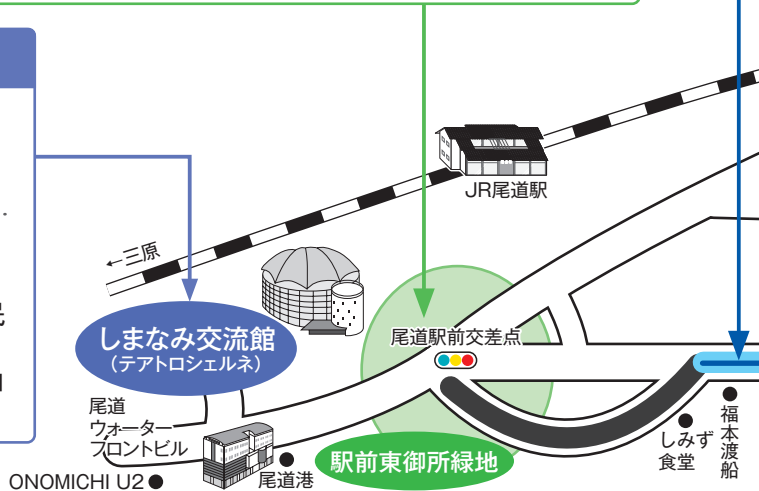 JR尾道駅
←三原
しまなみ交流館
（テアトロシェルネ）
尾道駅前交差点
尾道
ウォーター
フロントビル
福本渡船
しみず
食堂
駅前東御所緑地
尾道港
ONOMICHI U2